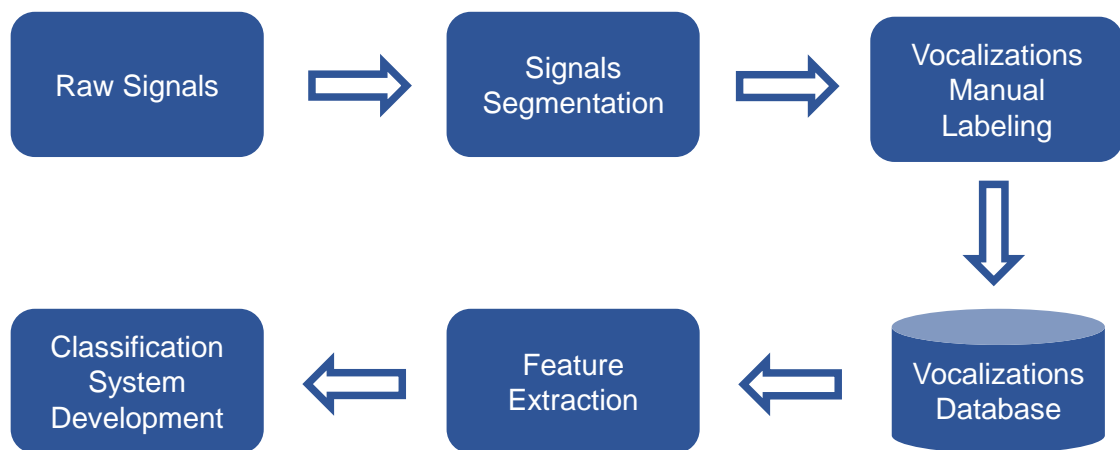 Raw Signals
Signals
Segmentation
Vocalizations
Manual
Labeling
Classification
System
Development
Feature
Extraction
Vocalizations
Database